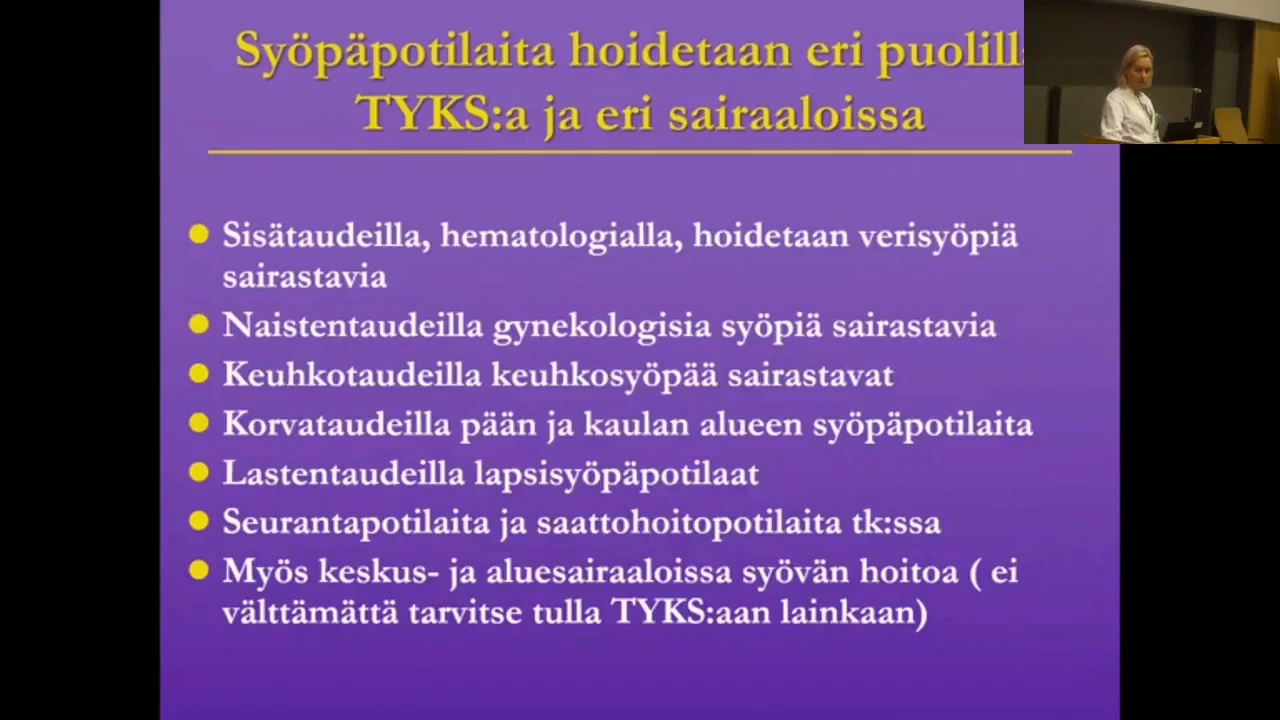 Syöpäpotilaita hoidetaan eri puolill
TYKS:a ja eri sairaaloissa
Sisätaudeilla, hematologialla, hoidetaan verisyöpiä
sairastavia
Naistentaudeilla gynekologisia syöpiä sairastavia
Keuhkotaudeilla keuhkosyöpää sairastavat
Korvataudeilla pään ja kaulan alueen syöpäpotilaita
Lastentaudeilla lapsisyöpäpotilaat
Seurantapotilaita ja saattohoitopotilaita tk:ssa
Myös keskus- ja aluesairaaloissa syövän hoitoa ( ei
välttämättä tarvitse tulla TYKS:aan lainkaan)